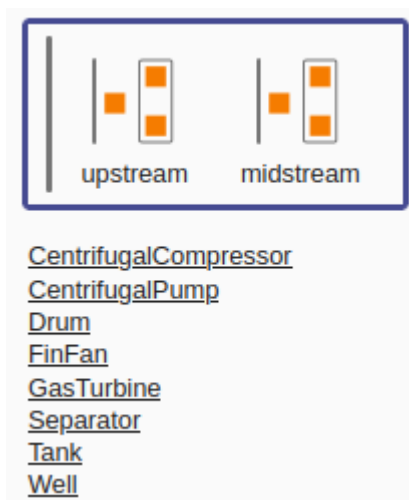 upstream midstream
CentrifugalCompressor
CentrifugalPump
Drum
FinFan
GasTurbine
Separator
Tank
Well